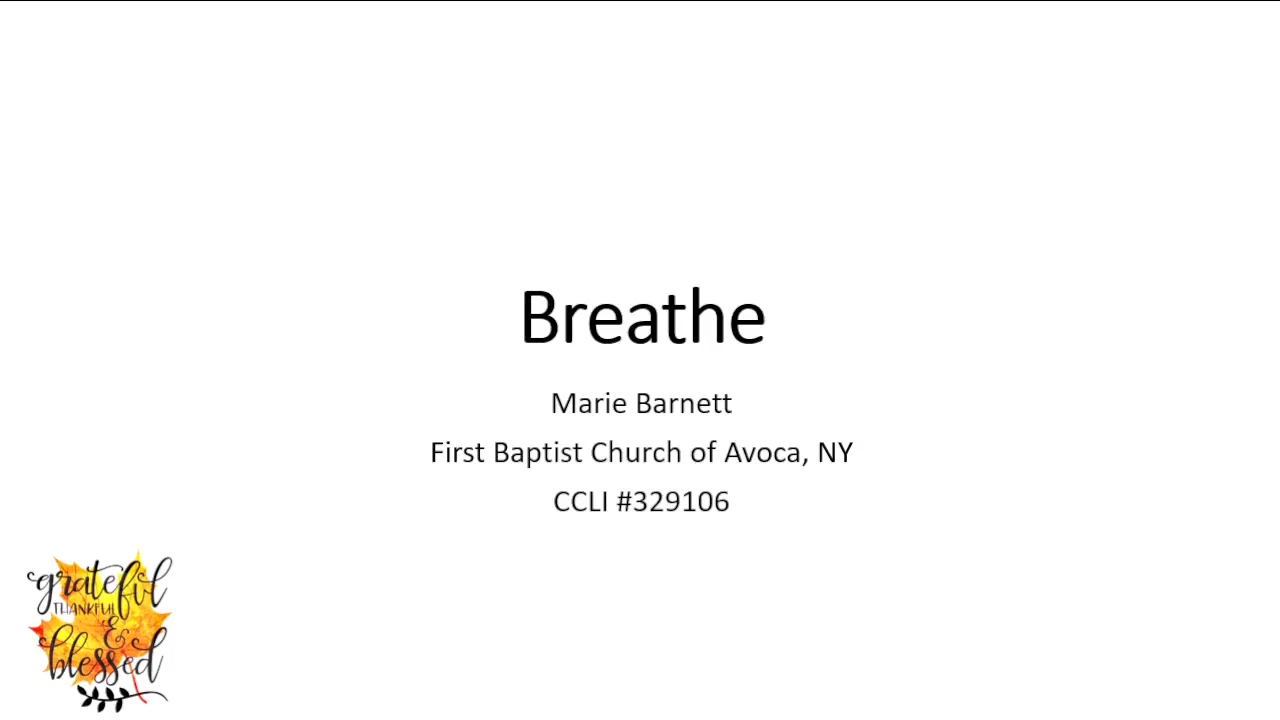 Breathe
Marie Barnett
First Baptist Church of Avoca, NY
CCLI #329106
grateful
THANKFUL
&
blessed